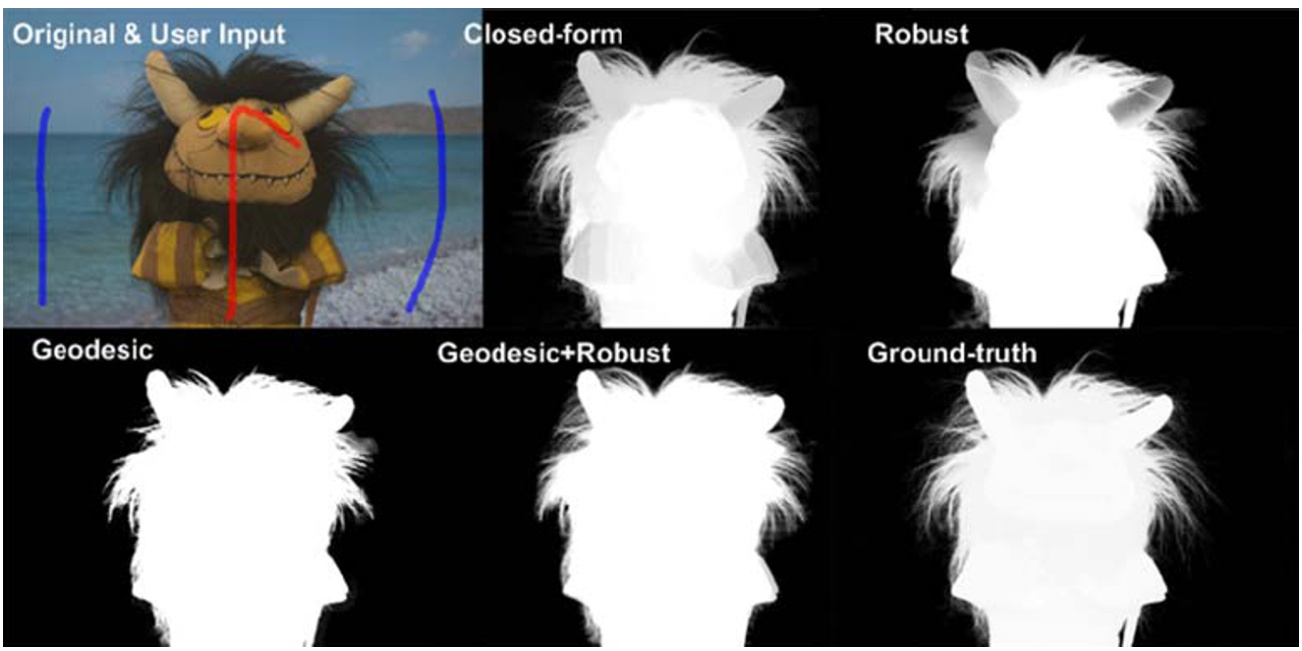 Original & User Input
Closed-form
Robust
Geodesic
Geodesic+Robust
Ground-truth